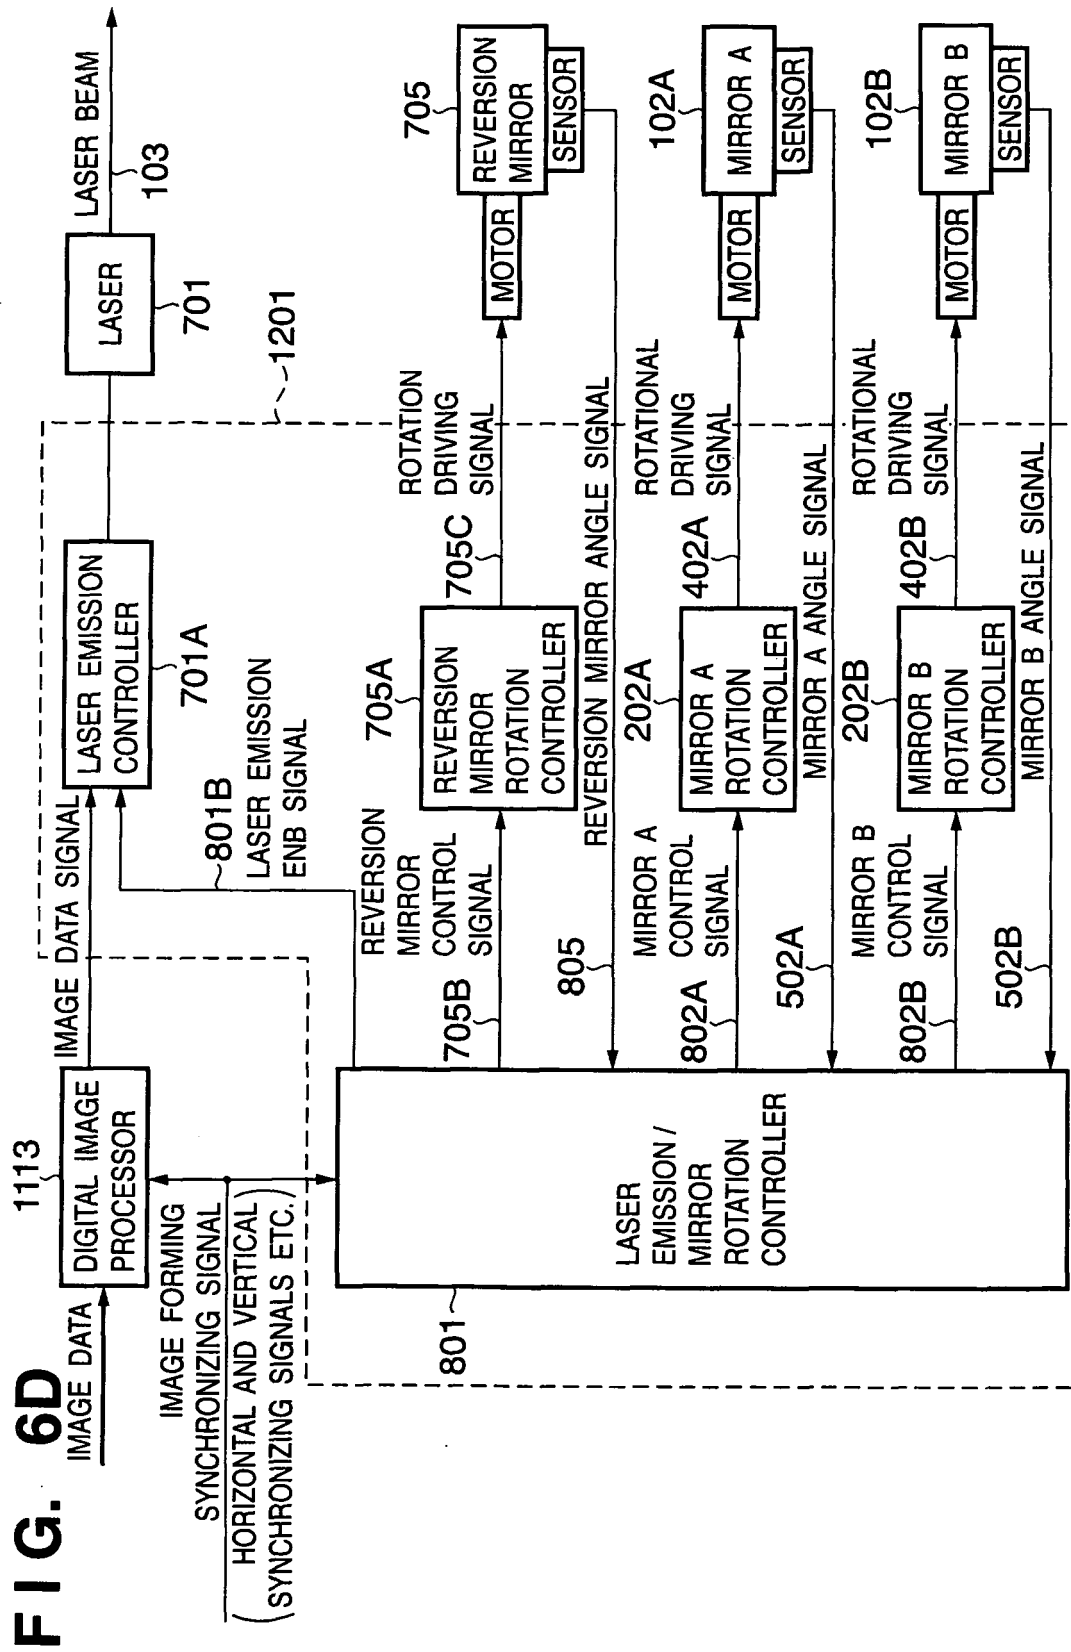 FIG. 6D
IMAGE DATA
1113
DIGITAL IMAGE
PROCESSOR
IMAGE DATA SIGNAL
LASER EMISSION
CONTROLLER
701A
LASER
701
LASER BEAM
103
1201
IMAGE FORMING
SYNCHRONIZING SIGNAL
(HORIZONTAL AND VERTICAL
SYNCHRONIZING SIGNALS ETC.)
801B
LASER EMISSION
ENB SIGNAL
801
LASER
EMISSION /
MIRROR
ROTATION
CONTROLLER
REVERSION
MIRROR
CONTROL
SIGNAL
705B
705A
REVERSION
MIRROR
ROTATION
CONTROLLER
705C
ROTATION
DRIVING
SIGNAL
MOTOR
705
REVERSION
MIRROR
SENSOR
805
REVERSION MIRROR ANGLE SIGNAL
MIRROR A
CONTROL
SIGNAL
802A
202A
MIRROR A
ROTATION
CONTROLLER
402A
ROTATIONAL
DRIVING
SIGNAL
MOTOR
102A
MIRROR A
SENSOR
502A
MIRROR A ANGLE SIGNAL
MIRROR B
CONTROL
SIGNAL
802B
202B
MIRROR B
ROTATION
CONTROLLER
402B
ROTATIONAL
DRIVING
SIGNAL
MOTOR
102B
MIRROR B
SENSOR
502B
MIRROR B ANGLE SIGNAL